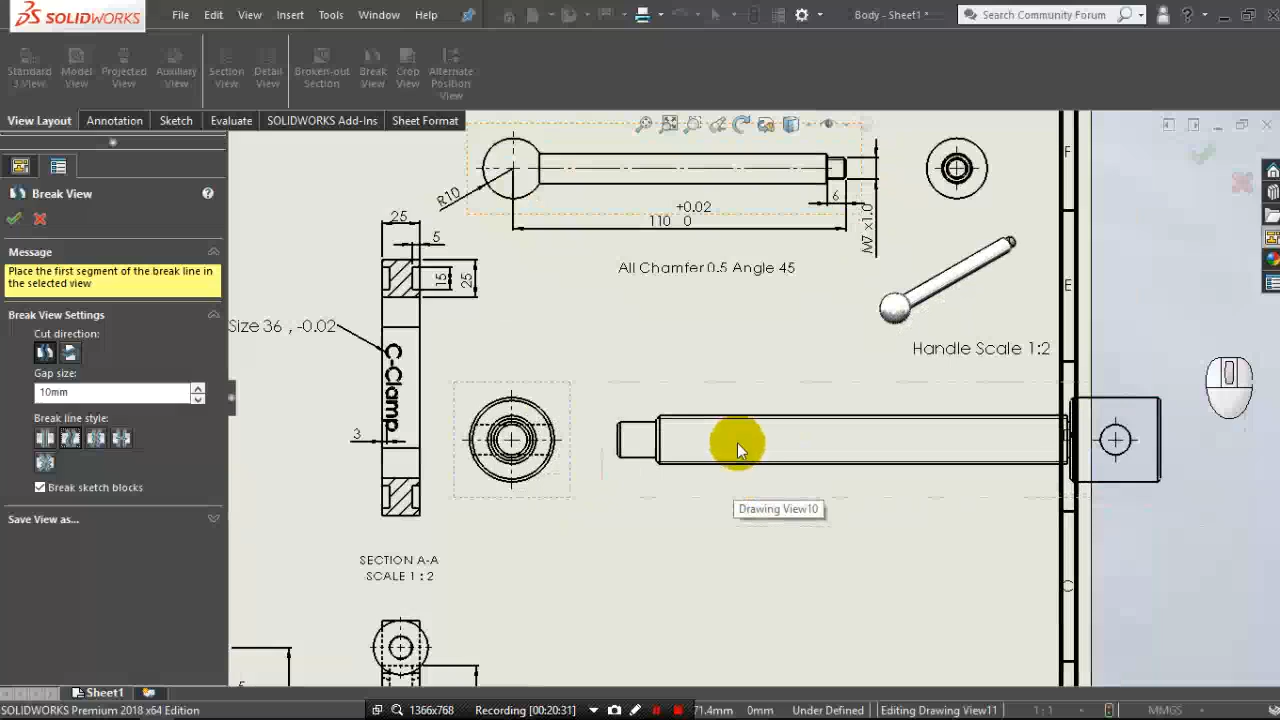 SOLIDWORKS File Edit View Insert Tools Window Help Body - Sheet1 * Search Community Forum ?
Standard 3 View
Model View
Projected View
Auxiliary View
Section View
Detail View
Broken-out Section
Break View
Crop View
Alternate Position View
View Layout Annotation Sketch Evaluate SOLIDWORKS Add-Ins Sheet Format
Break View ?
Message
Place the first segment of the break line in
the selected view
Break View Settings
Cut direction:
Gap size:
10mm
Break line style:
Break sketch blocks
Save View as...
R10
6
+0.02
110 0
M7 x1.0
All Chamfer 0.5 Angle 45
Handle Scale 1:2
25
5
15
25
Size 36 , -0.02
C-Clamp
3
SECTION A-A
SCALE 1 : 2
F
E
C
Drawing View10
Sheet1
SOLIDWORKS Premium 2018 x64 Edition 1366x768 Recording [00:20:31] 71.4mm 0mm Under Defined Editing Drawing View11 1 : 1 MMGS